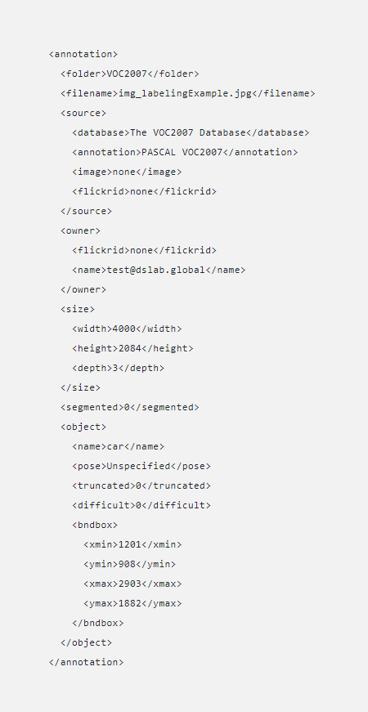 <annotation>
<folder>VOC2007</folder>
<filename>img_labelingExample.jpg</filename>
<source>
<database>The VOC2007 Database</database>
<annotation>PASCAL VOC2007</annotation>
<image>none</image>
<flickrid>none</flickrid>
</source>
<owner>
<flickrid>none</flickrid>
<name>test@dslab.global</name>
</owner>
<size>
<width>4000</width>
<height>2084</height>
<depth>3</depth>
</size>
<segmented>0</segmented>
<object>
<name>car</name>
<pose>Unspecified</pose>
<truncated>0</truncated>
<difficult>0</difficult>
<bndbox>
<xmin>1201</xmin>
<ymin>908</ymin>
<xmax>2903</xmax>
<ymax>1882</ymax>
</bndbox>
</object>
</annotation>